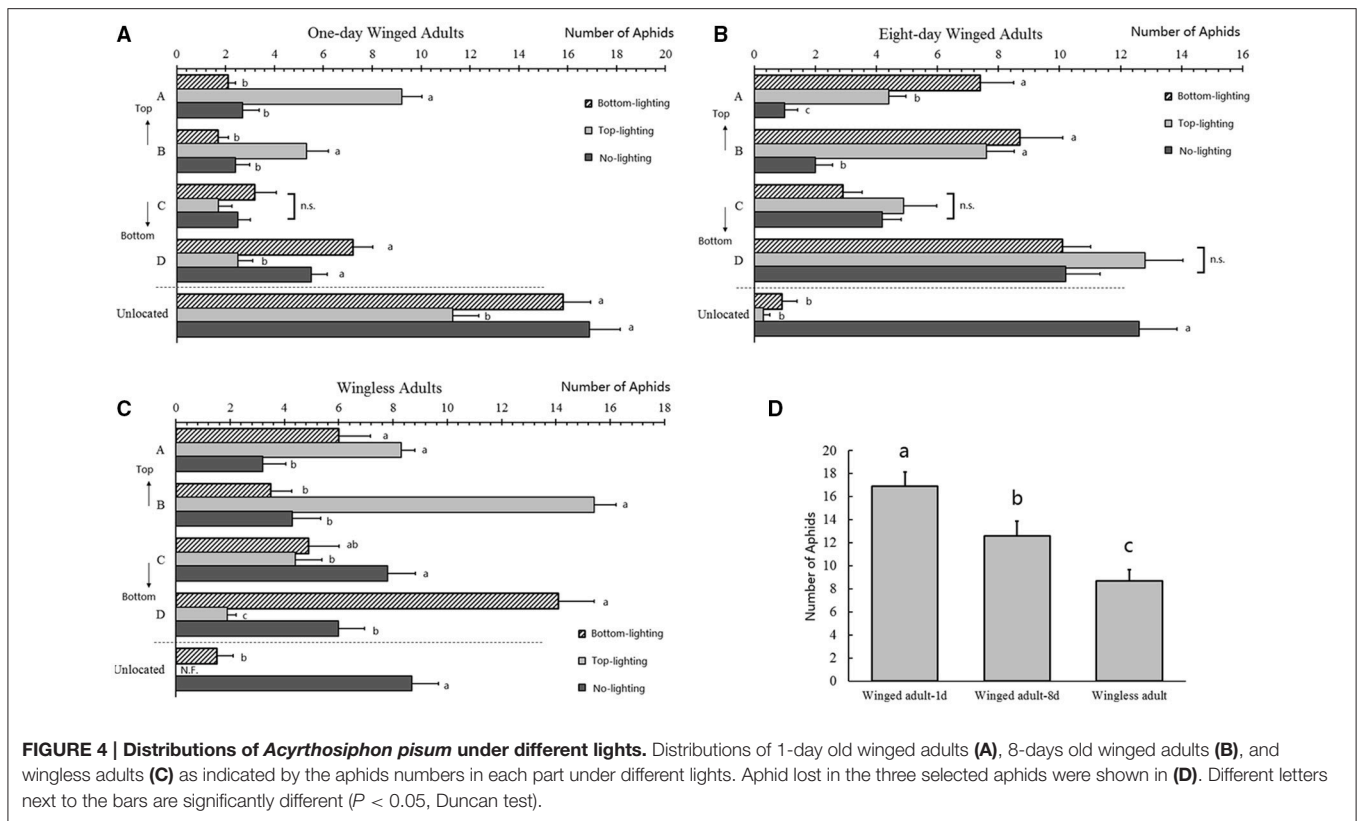 A
One-day Winged Adults
Number of Aphids
0 2 4 6 8 10 12 14 16 18 20
Bottom-lighting
Top-lighting
No-lighting
A
Top
B
C
Bottom
D
Unlocated
b
a
b
b
a
b
n.s.
a
b
a
a
b
a
B
Eight-day Winged Adults
Number of Aphids
0 2 4 6 8 10 12 14 16
Bottom-lighting
Top-lighting
No-lighting
A
Top
B
C
Bottom
D
Unlocated
a
b
c
a
a
b
n.s.
n.s.
b
b
a
C
Wingless Adults
Number of Aphids
0 2 4 6 8 10 12 14 16 18
A
Top
B
C
Bottom
D
Unlocated
a
a
b
b
a
b
ab
b
a
a
c
b
b
N.F.
a
Bottom-lighting
Top-lighting
No-lighting
D
Number of Aphids
20
18
16
14
12
10
8
6
4
2
0
a
b
c
Winged adult-1d Winged adult-8d Wingless adult
FIGURE 4 | Distributions of Acyrthosiphon pisum under different lights. Distributions of 1-day old winged adults (A), 8-days old winged adults (B), and
wingless adults (C) as indicated by the aphids numbers in each part under different lights. Aphid lost in the three selected aphids were shown in (D). Different letters
next to the bars are significantly different (P < 0.05, Duncan test).